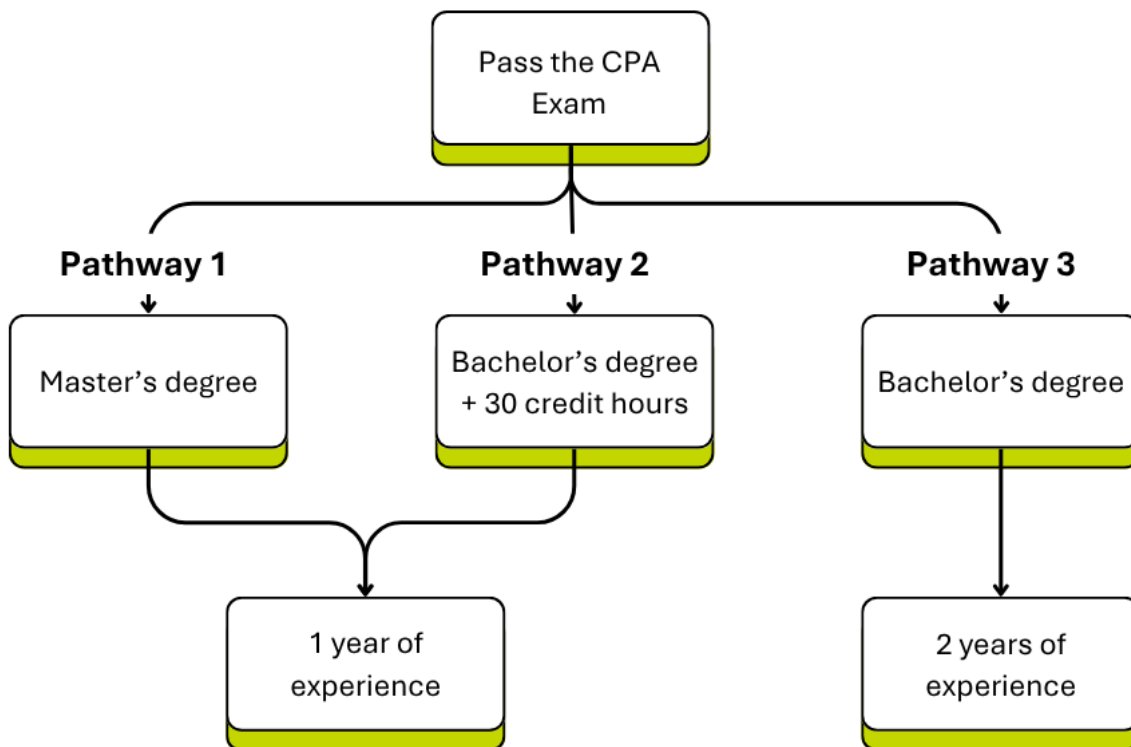 Pass the CPA
Exam
Pathway 1
Pathway 2
Pathway 3
Master’s degree
Bachelor’s degree
+ 30 credit hours
Bachelor’s degree
1 year of
experience
2 years of
experience